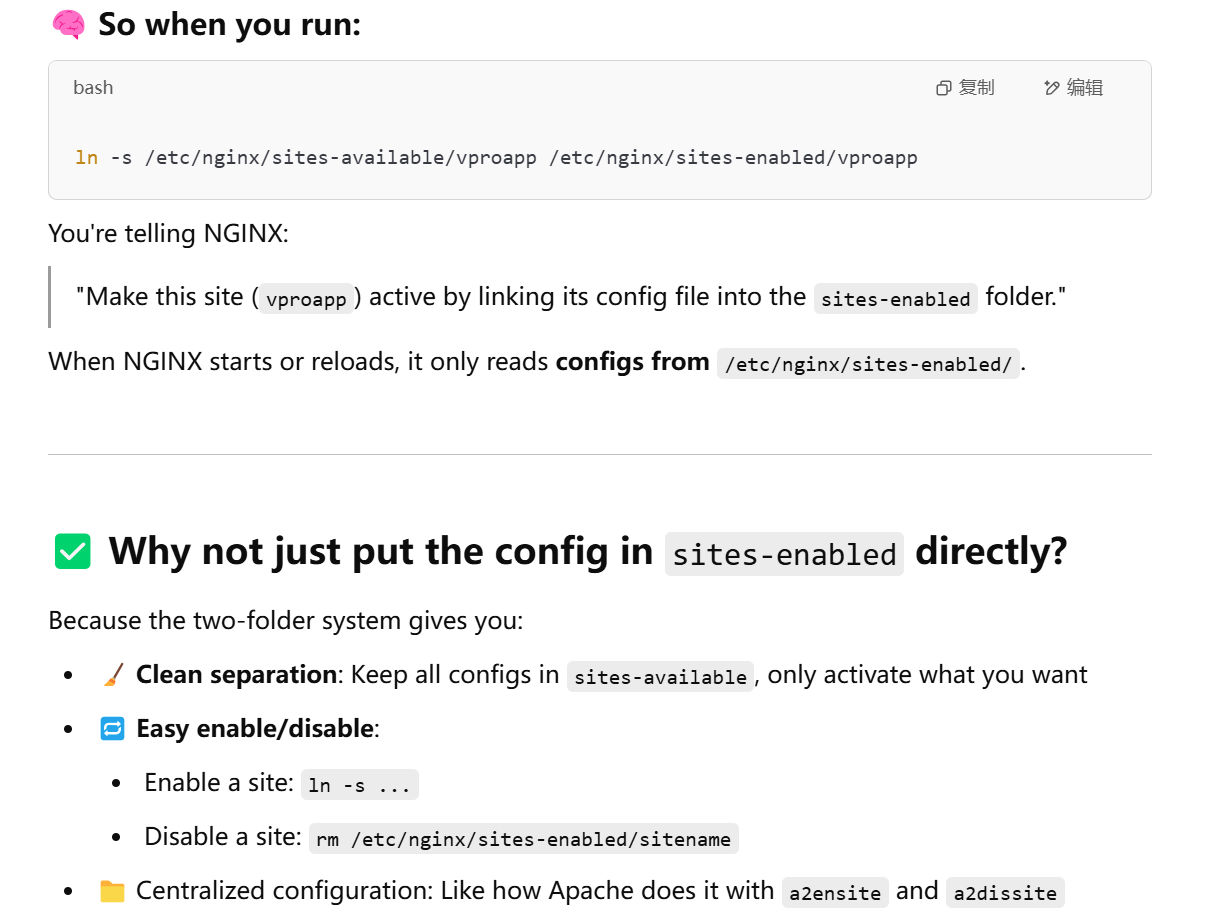 🧠 So when you run:
bash 复制 编辑
ln -s /etc/nginx/sites-available/vproapp /etc/nginx/sites-enabled/vproapp
You're telling NGINX:
"Make this site (vproapp) active by linking its config file into the sites-enabled folder."
When NGINX starts or reloads, it only reads configs from /etc/nginx/sites-enabled/.
✅ Why not just put the config in sites-enabled directly?
Because the two-folder system gives you:
• 🧹 Clean separation: Keep all configs in sites-available, only activate what you want
• 🔁 Easy enable/disable:
• Enable a site: ln -s ...
• Disable a site: rm /etc/nginx/sites-enabled/sitename
• 📁 Centralized configuration: Like how Apache does it with a2ensite and a2dissite